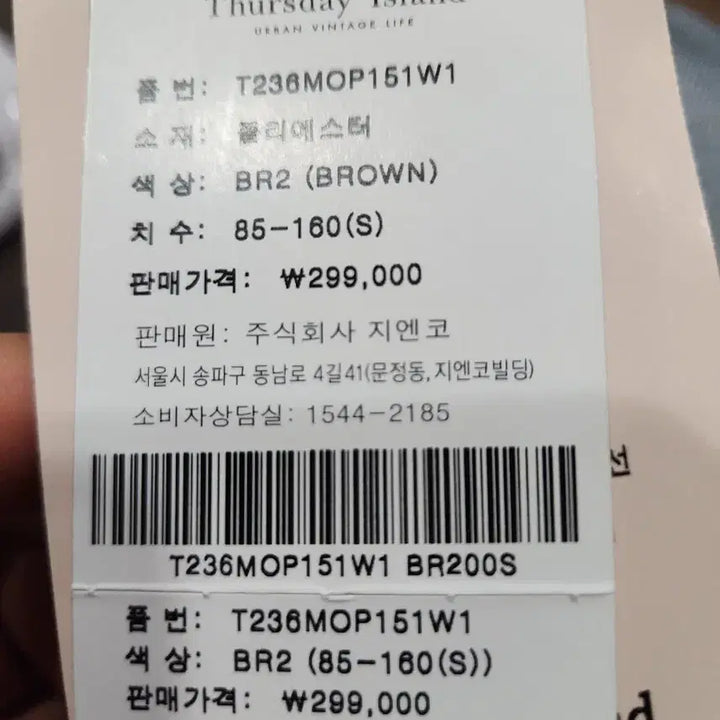 Thursday Island
URBAN VINTAGE LIFE
품 번: T236MOP151W1
소 재: 폴리에스터
색 상: BR2 (BROWN)
치 수: 85-160(S)
판매가격: ₩299,000
판매원: 주식회사 지엔코
서울시 송파구 동남로 4길41(문정동,지엔코빌딩)
소비자상담실: 1544-2185
T236MOP151W1 BR200S
품 번: T236MOP151W1
색 상: BR2 (85-160(S))
판매가격: ₩299,000